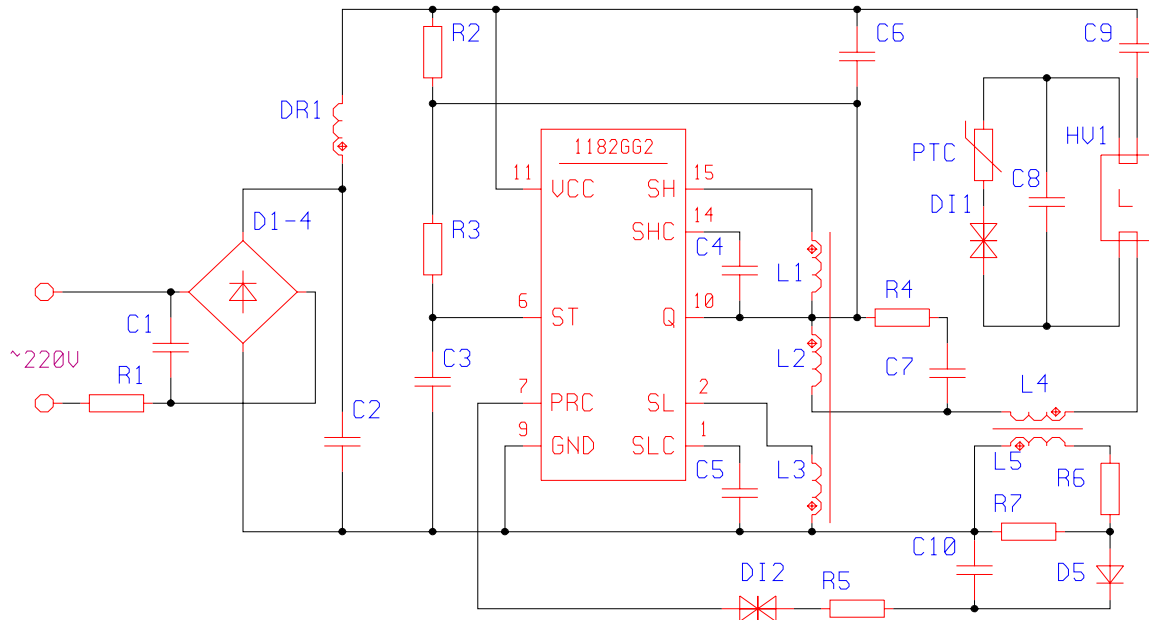 R2
C6
C9
DR1
1182GG2
HV1
PTC
11
VCC
SH
15
C8
D1-4
R3
14
SHC
C4
DI1
L
L1
6
ST
Q
10
R4
C1
~220V
R1
C3
L2
C7
7
PRC
SL
2
L4
C2
9
GND
SLC
1
C5
L3
L5
R6
R7
C10
DI2
R5
D5